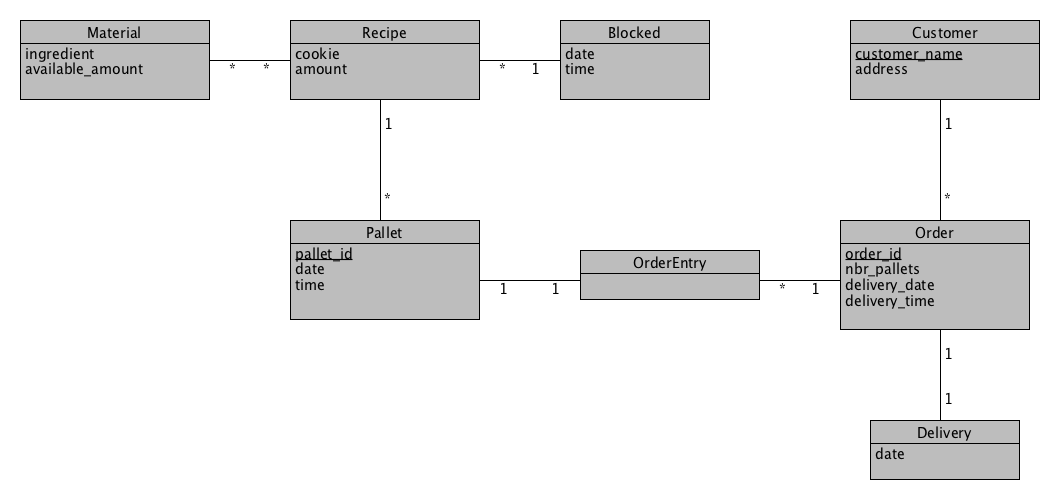 Material
ingredient
available_amount
* *
Recipe
cookie
amount
* 1
Blocked
date
time
Customer
customer_name
address
1
*
1
*
Pallet
pallet_id
date
time
1 1
OrderEntry
* 1
Order
order_id
nbr_pallets
delivery_date
delivery_time
1
1
Delivery
date